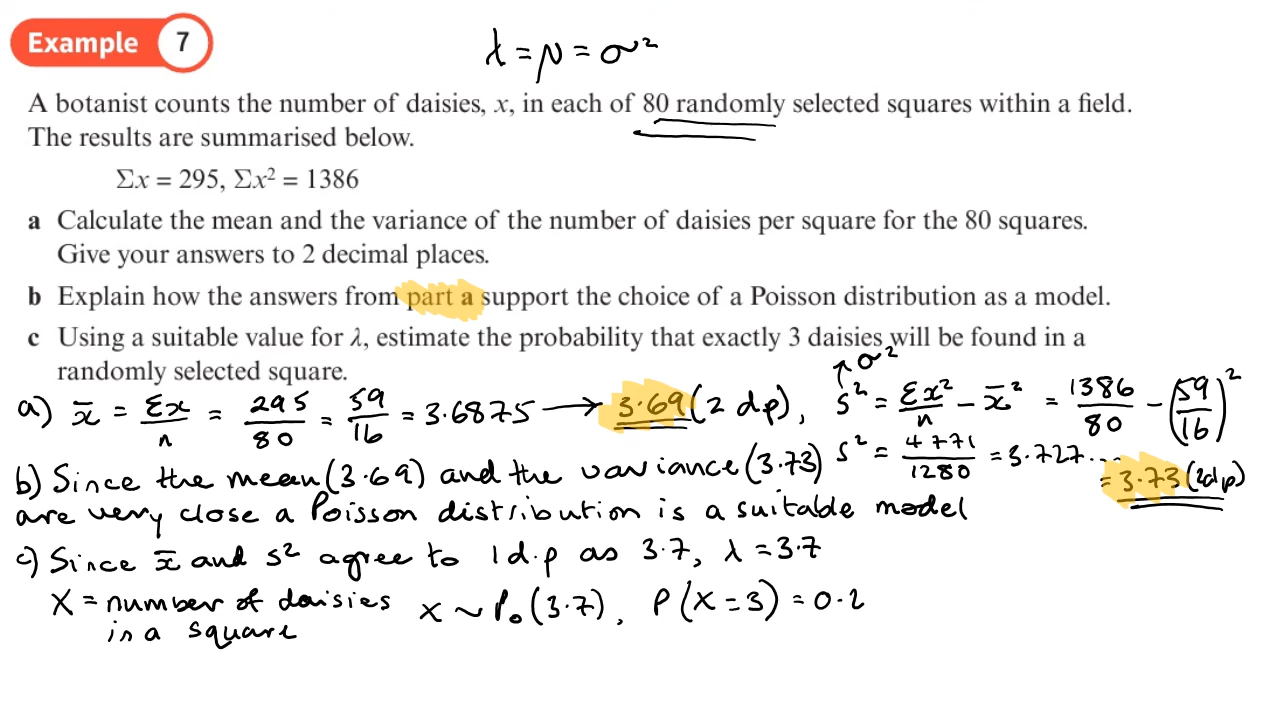 Example 7
λ = μ = σ²
A botanist counts the number of daisies, x, in each of 80 randomly selected squares within a field.
The results are summarised below.
Σx = 295, Σx² = 1386
a Calculate the mean and the variance of the number of daisies per square for the 80 squares.
Give your answers to 2 decimal places.
b Explain how the answers from part a support the choice of a Poisson distribution as a model.
c Using a suitable value for λ, estimate the probability that exactly 3 daisies will be found in a
randomly selected square.
↑ σ²
a) x̄ = Σx/n = 295/80 = 59/16 = 3.6875 → 3.69 (2 dp), s² = Σx²/n - x̄² = 1386/80 - (59/16)²
s² = 4771/1280 = 3.727... = 3.73 (2dp)
b) Since the mean (3.69) and the variance (3.73)
are very close a Poisson distribution is a suitable model
c) Since x̄ and s² agree to 1 d.p as 3.7, λ = 3.7
X = number of daisies in a square X ~ Po(3.7), P(X = 3) = 0.2